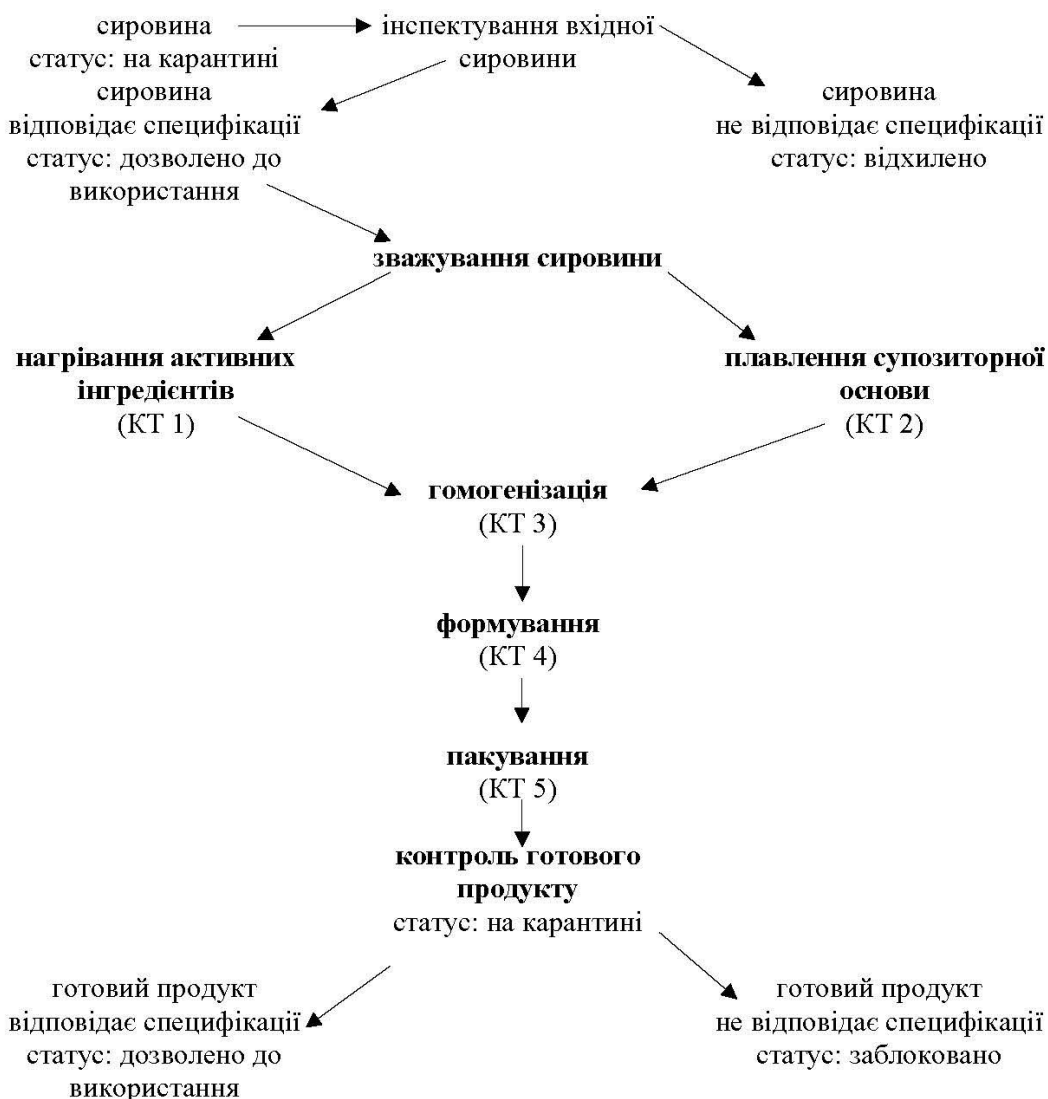 сировина
статус: на карантині
інспектування вхідної
сировини
сировина
відповідає специфікації
статус: дозволено до
використання
сировина
не відповідає специфікації
статус: відхилено
зважування сировини
нагрівання активних
інгредієнтів
(КТ 1)
плавлення супозиторної
основи
(КТ 2)
гомогенізація
(КТ 3)
формування
(КТ 4)
пакування
(КТ 5)
контроль готового
продукту
статус: на карантині
готовий продукт
відповідає специфікації
статус: дозволено до
використання
готовий продукт
не відповідає специфікації
статус: заблоковано